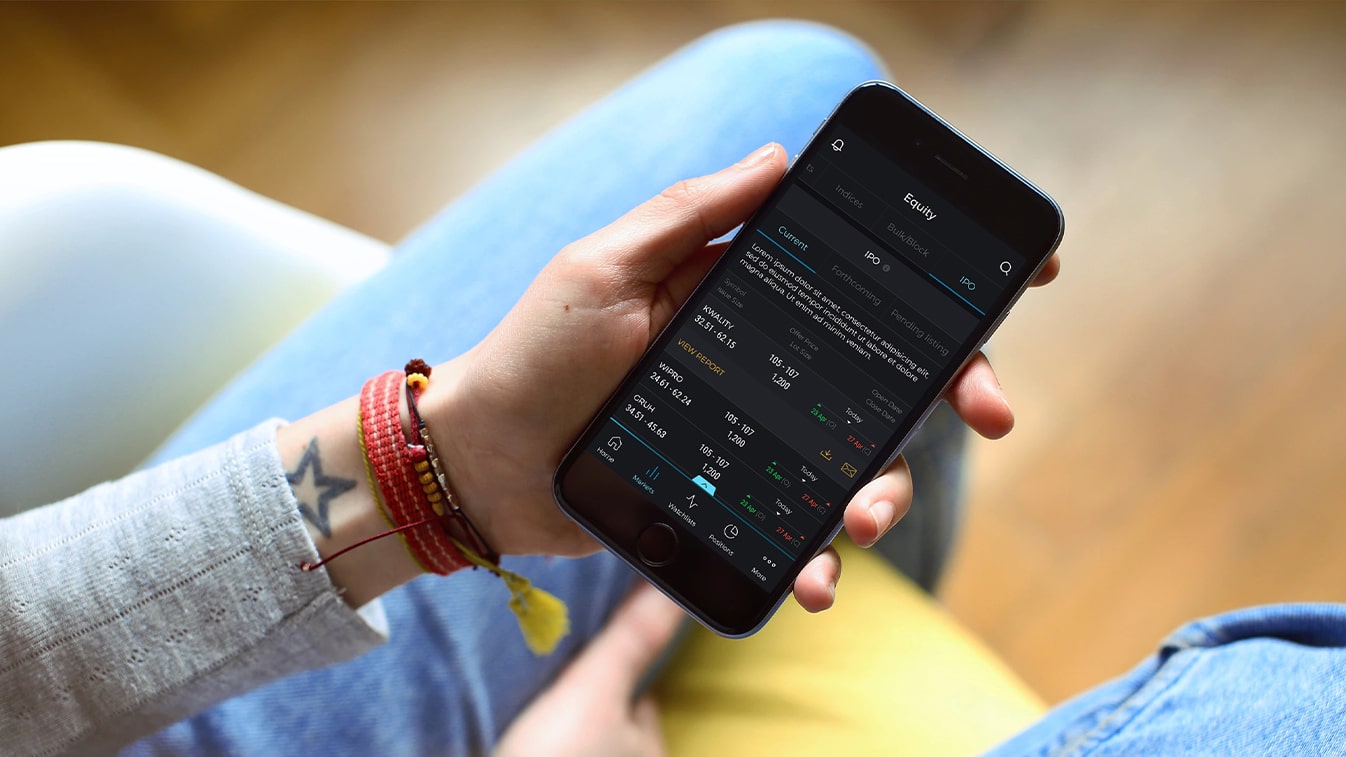 Equity
ts
Indices
Bulk/Block
IPO
IPO
Current
Forthcoming
Pending listing
Lorem ipsum dolor sit amet, consectetur adipisicing elit,
sed do eiusmod tempor incididunt ut labore et dolore
magna aliqua. Ut enim ad minim veniam.
Symbol
Issue Size
Offer Price
Lot Size
Open Date
Close Date
KWALITY
32.51 - 62.15
105 - 107
1,200
23 Apr (Q)
Today
27 Apr (Q)
VIEW REPORT
WIPRO
24.61 - 62.24
105 - 107
1,200
23 Apr (Q)
Today
27 Apr (Q)
CRUH
34.51 - 45.63
105 - 107
1,200
23 Apr (Q)
Today
27 Apr (Q)
Home
Markets
Watchlists
Positions
More